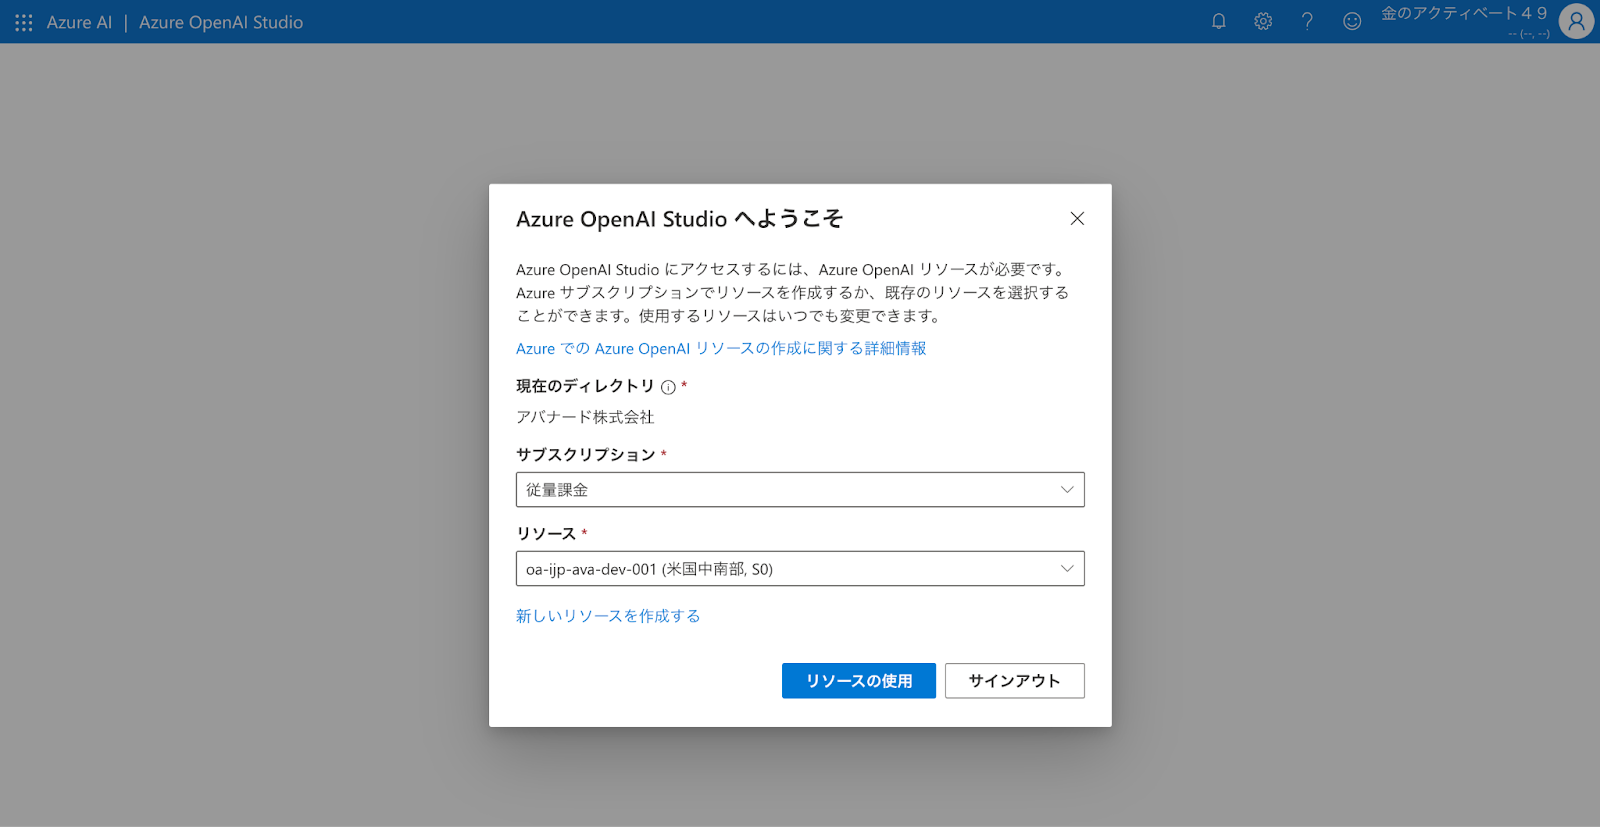 Azure AI | Azure OpenAI Studio
金のアクティベート４９
-- (--, --)
Azure OpenAI Studio へようこそ
Azure OpenAI Studio にアクセスするには、Azure OpenAI リソースが必要です。
Azure サブスクリプションでリソースを作成するか、既存のリソースを選択する
ことができます。使用するリソースはいつでも変更できます。
Azure での Azure OpenAI リソースの作成に関する詳細情報
現在のディレクトリ *
アバナード株式会社
サブスクリプション *
従量課金
リソース *
oa-ijp-ava-dev-001 (米国中南部, S0)
新しいリソースを作成する
リソースの使用
サインアウト